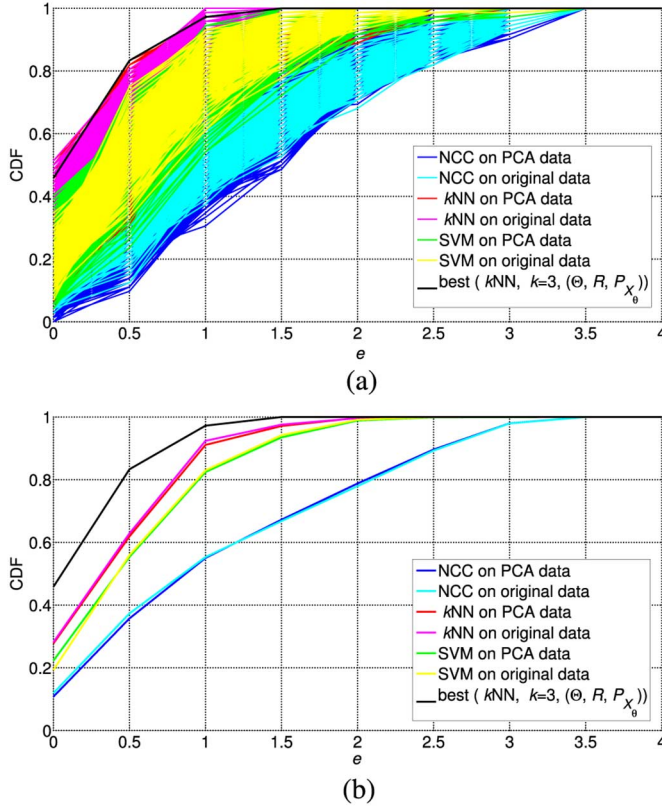 1
0.8
0.6
0.4
0.2
0
CDF
0 0.5 1 1.5 2 2.5 3 3.5 4
e
NCC on PCA data
NCC on original data
kNN on PCA data
kNN on original data
SVM on PCA data
SVM on original data
best ( kNN, k=3, (Θ, R, P_{X_θ}))
(a)
1
0.8
0.6
0.4
0.2
0
CDF
0 0.5 1 1.5 2 2.5 3 3.5 4
e
NCC on PCA data
NCC on original data
kNN on PCA data
kNN on original data
SVM on PCA data
SVM on original data
best ( kNN, k=3, (Θ, R, P_{X_θ}))
(b)